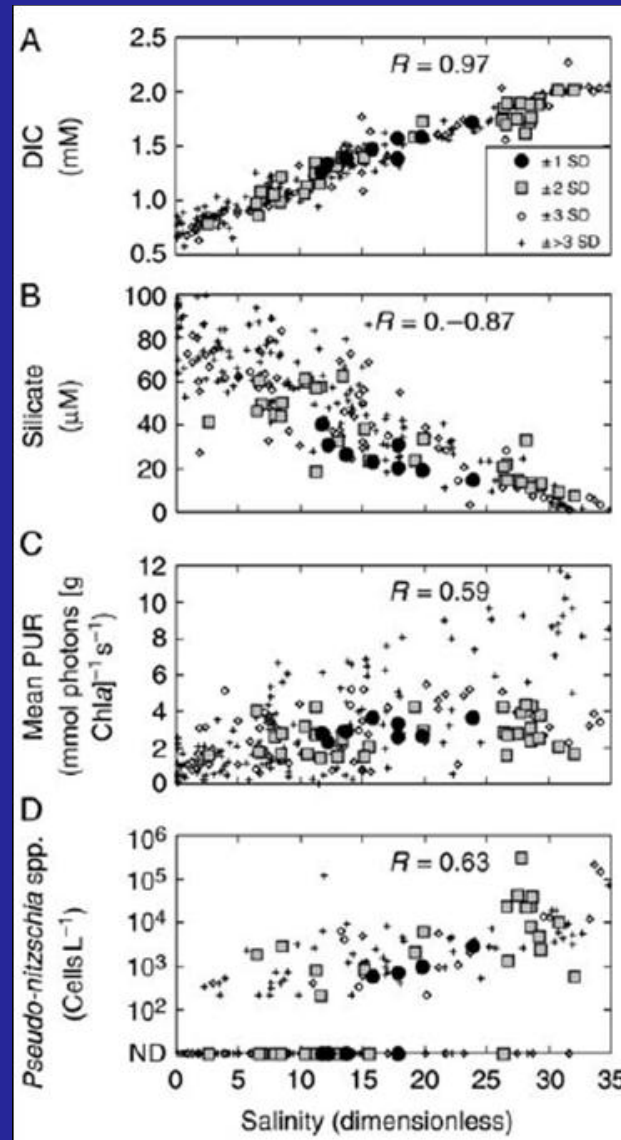 A
2.5
2.0
1.5
1.0
0.5
DIC
(mM)
R = 0.97
±1 SD
±2 SD
±3 SD
±>3 SD
B
100
80
60
40
20
0
Silicate
(μM)
R = 0.–0.87
C
12
10
8
6
4
2
0
Mean PUR
(mmol photons [g
Chla]⁻¹ s⁻¹)
R = 0.59
D
10⁶
10⁵
10⁴
10³
10²
ND
Pseudo-nitzschia spp.
(Cells L⁻¹)
R = 0.63
0 5 10 15 20 25 30 35
Salinity (dimensionless)